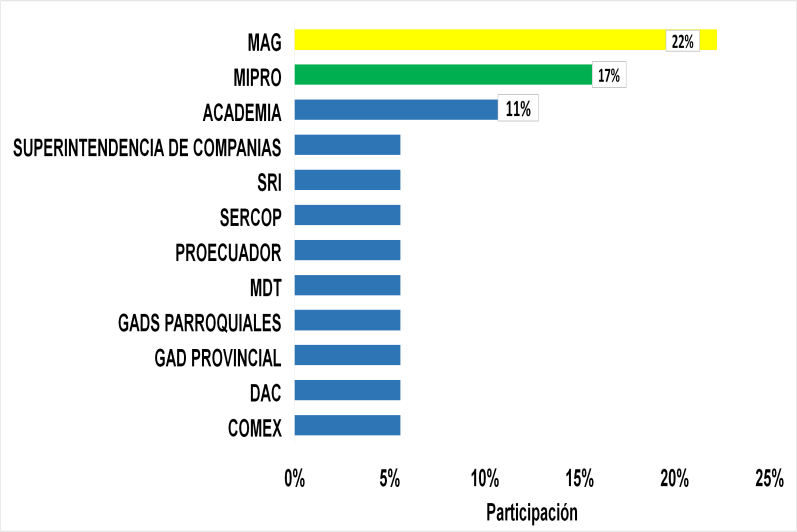 MAG
22%
MIPRO
17%
ACADEMIA
11%
SUPERINTENDENCIA DE COMPANIAS
SRI
SERCOP
PROECUADOR
MDT
GADS PARROQUIALES
GAD PROVINCIAL
DAC
COMEX
0% 5% 10% 15% 20% 25%
Participación